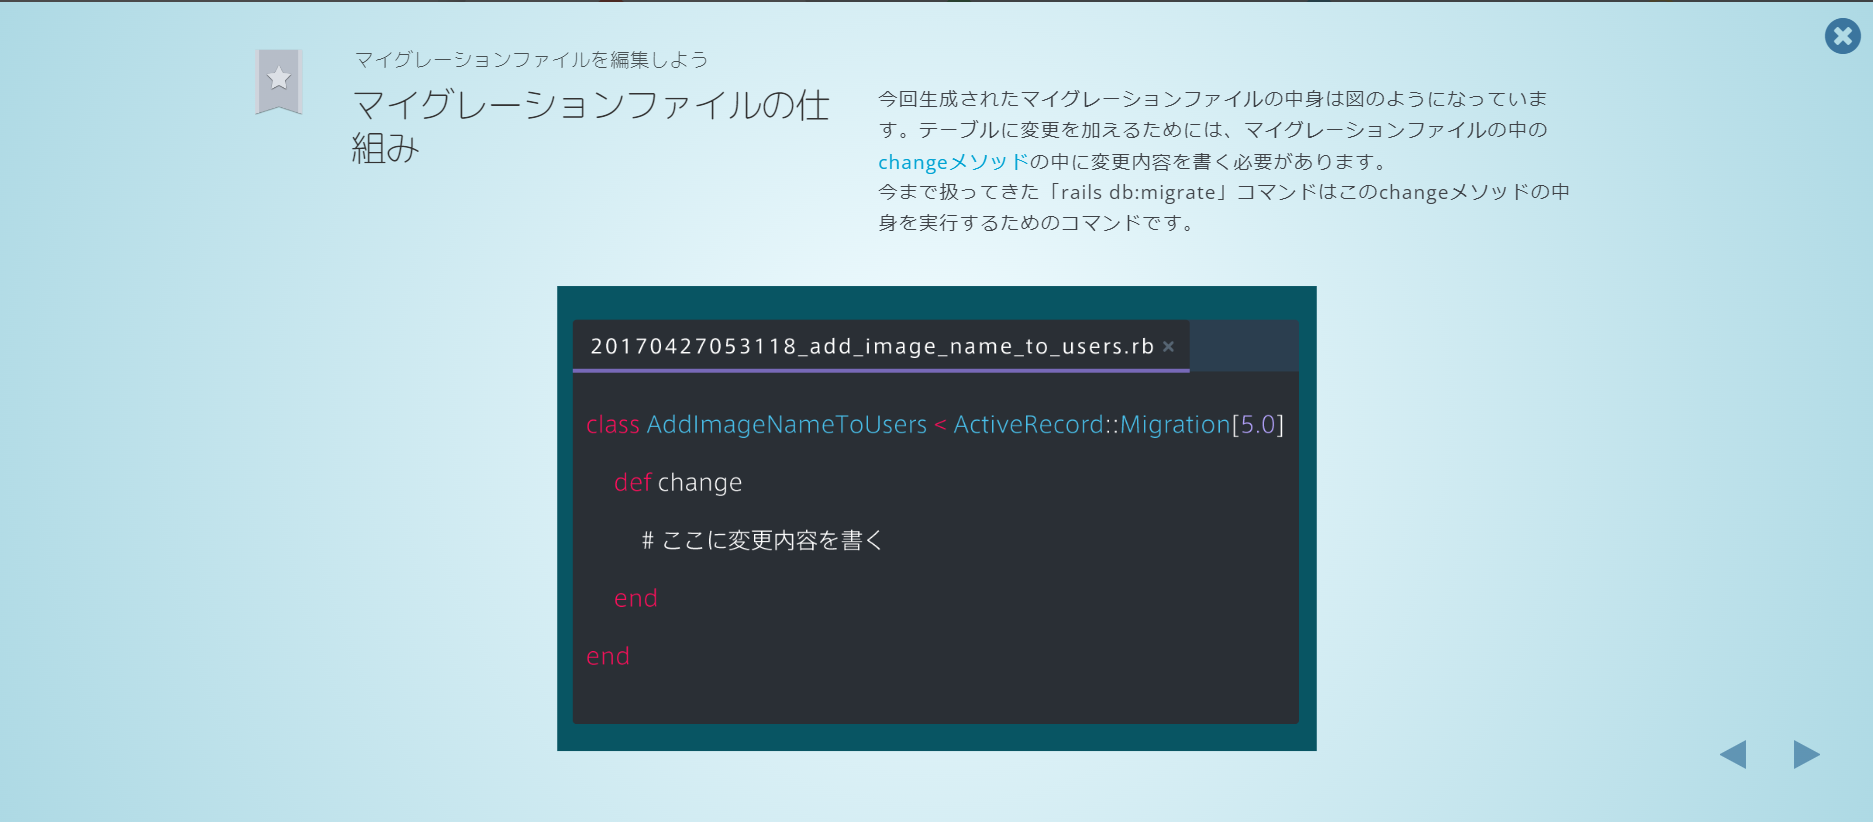 マイグレーションファイルを編集しよう
マイグレーションファイルの仕
組み
今回生成されたマイグレーションファイルの中身は図のようになっていま
す。テーブルに変更を加えるためには、マイグレーションファイルの中の
changeメソッドの中に変更内容を書く必要があります。
今まで扱ってきた「rails db:migrate」コマンドはこのchangeメソッドの中
身を実行するためのコマンドです。
20170427053118_add_image_name_to_users.rb ×
class AddImageNameToUsers < ActiveRecord::Migration[5.0]
def change
# ここに変更内容を書く
end
end